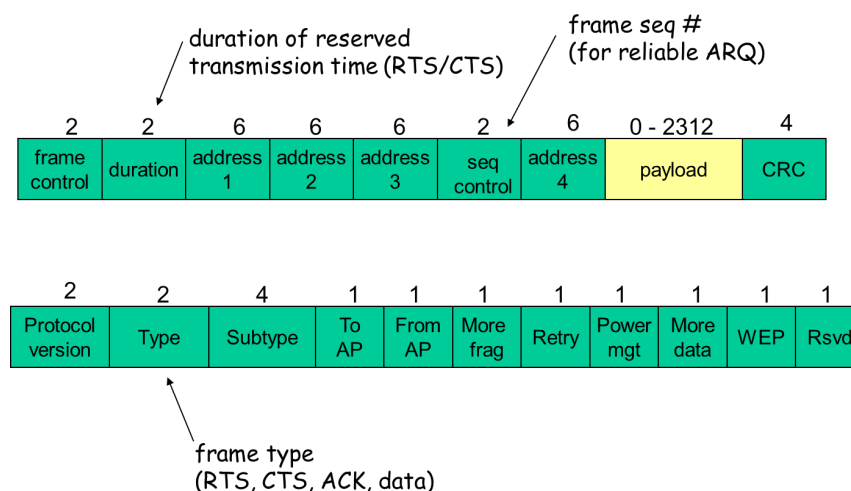 duration of reserved
transmission time (RTS/CTS)
frame seq #
(for reliable ARQ)
2 2 6 6 6 2 6 0 - 2312 4
frame control duration address 1 address 2 address 3 seq control address 4 payload CRC
2 2 4 1 1 1 1 1 1 1 1
Protocol version Type Subtype To AP From AP More frag Retry Power mgt More data WEP Rsvd
frame type
(RTS, CTS, ACK, data)